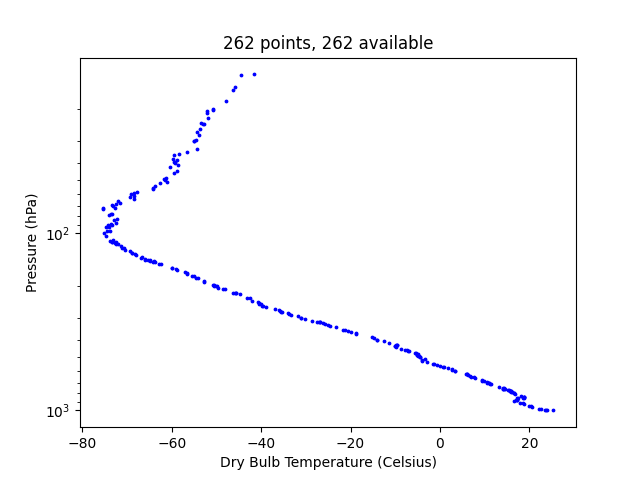 262 points, 262 available
Pressure (hPa)
10²
10³
−80 −60 −40 −20 0 20
Dry Bulb Temperature (Celsius)